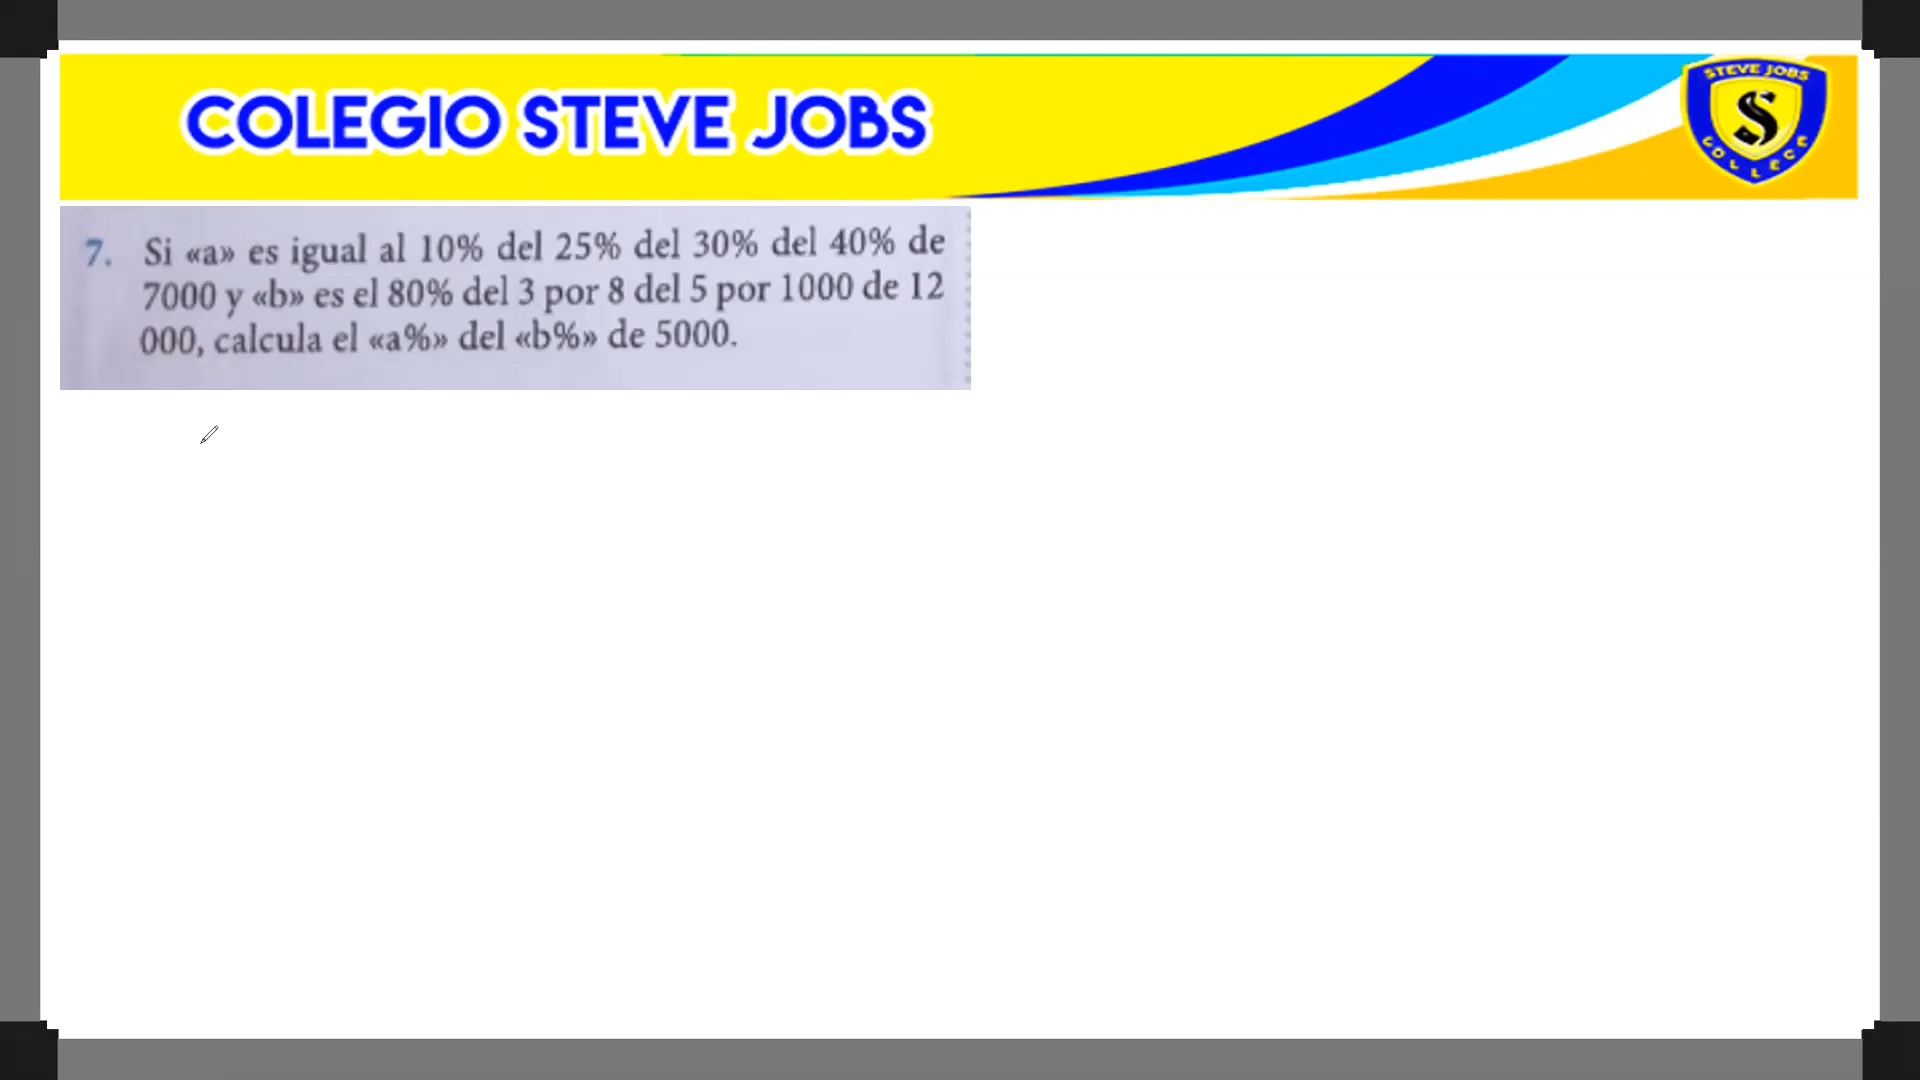 COLEGIO STEVE JOBS
STEVE JOBS
S
COLLEGE
7. Si «a» es igual al 10% del 25% del 30% del 40% de
7000 y «b» es el 80% del 3 por 8 del 5 por 1000 de 12
000, calcula el «a%» del «b%» de 5000.